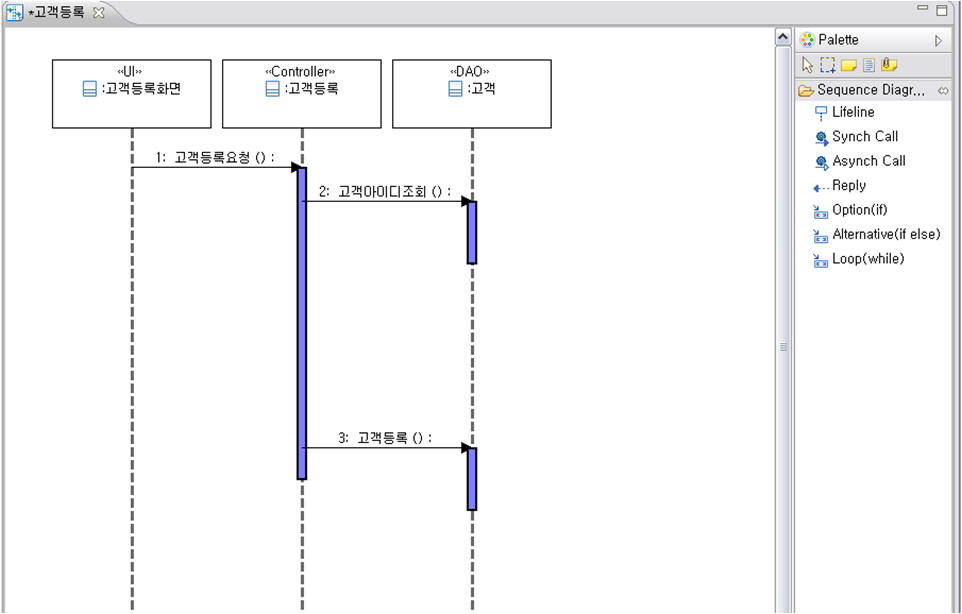 *고객등록
«UI»
:고객등록화면
«Controller»
:고객등록
«DAO»
:고객
1: 고객등록요청 () :
2: 고객아이디조회 () :
3: 고객등록 () :
Palette
Sequence Diagr...
Lifeline
Synch Call
Asynch Call
Reply
Option(if)
Alternative(if else)
Loop(while)